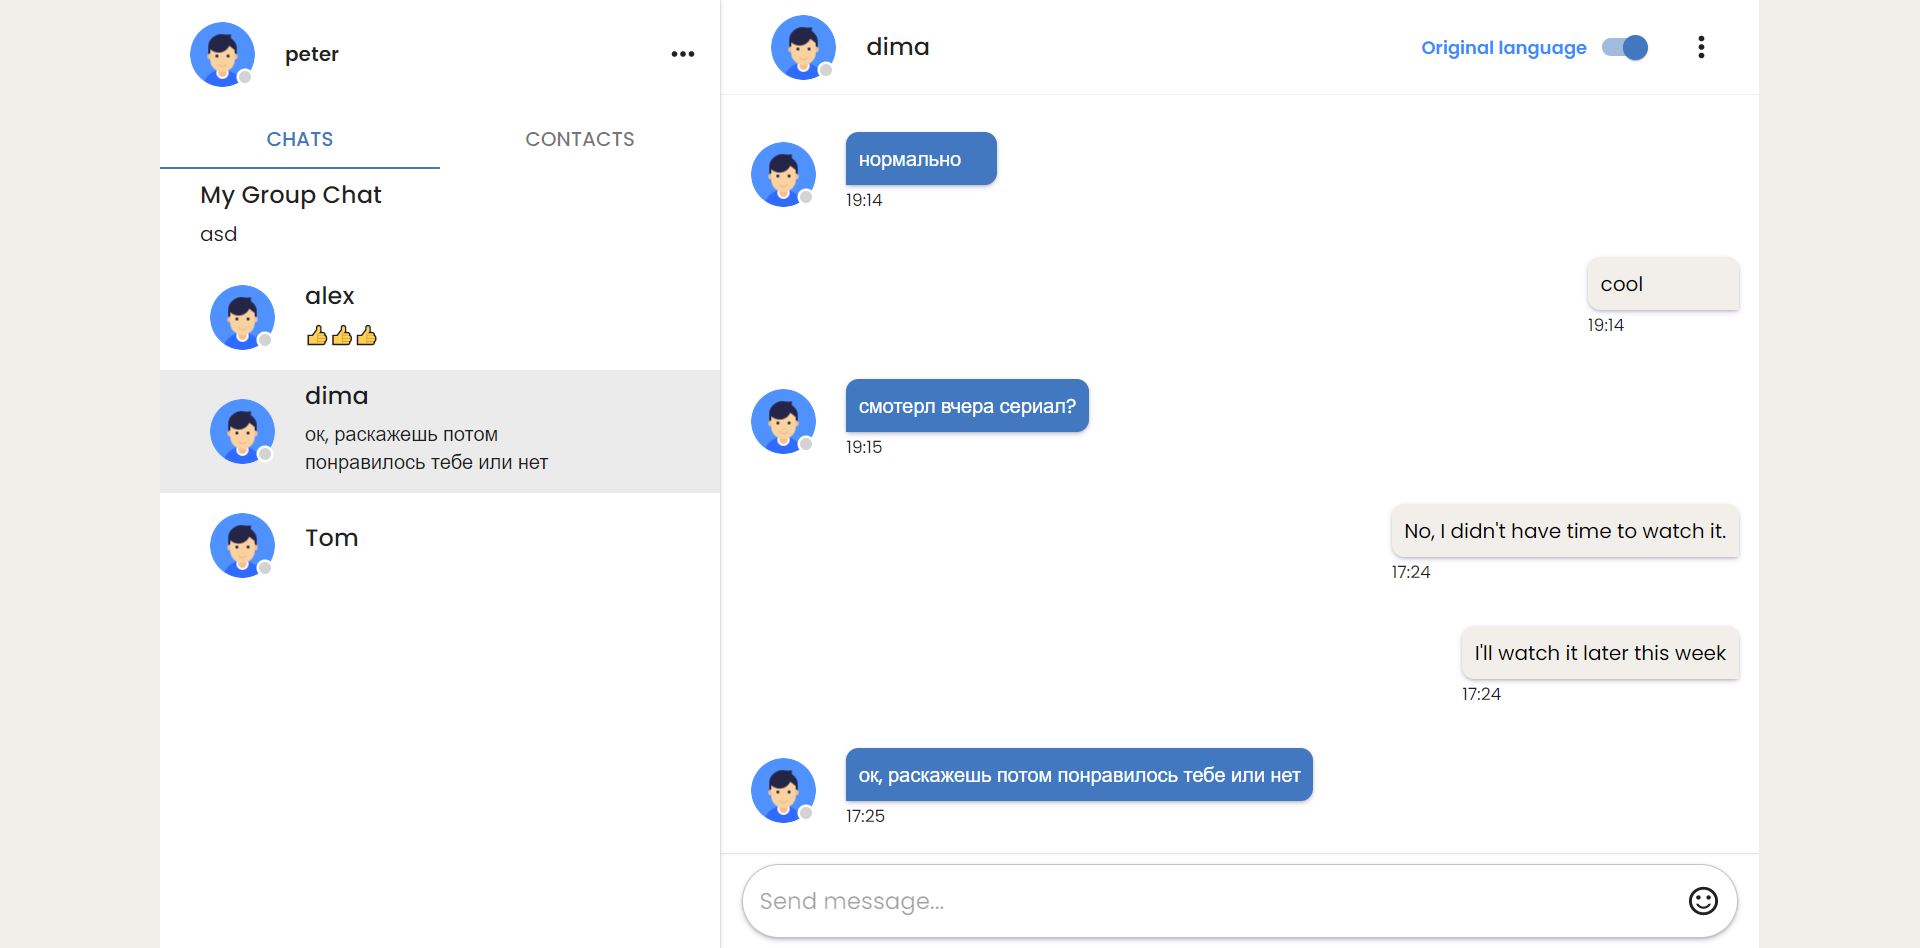 peter
CHATS
CONTACTS
My Group Chat
asd
alex
👍👍👍
dima
ок, раскажешь потом
понравилось тебе или нет
Tom
dima
Original language
нормально
19:14
cool
19:14
смотерл вчера сериал?
19:15
No, I didn't have time to watch it.
17:24
I'll watch it later this week
17:24
ок, раскажешь потом понравилось тебе или нет
17:25
Send message...